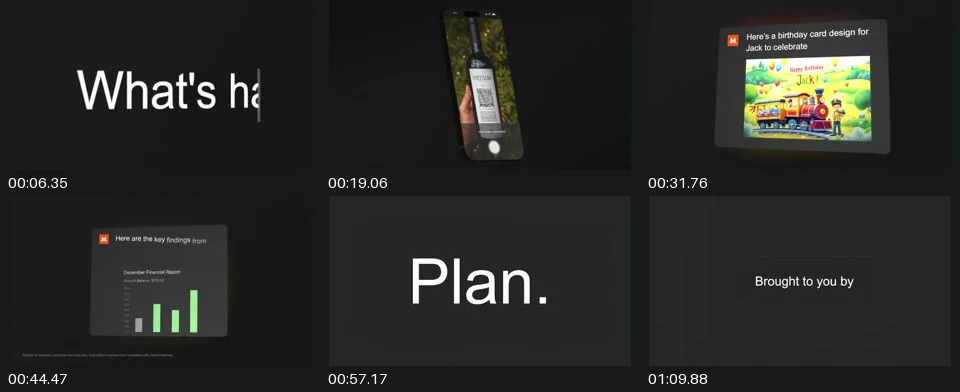 What's ha
00:06.35
00:19.06
Here's a birthday card design for
Jack to celebrate
Happy Birthday
Jack!
00:31.76
Here are the key findings from
December Financial Report
00:44.47
Plan.
00:57.17
Brought to you by
01:09.88